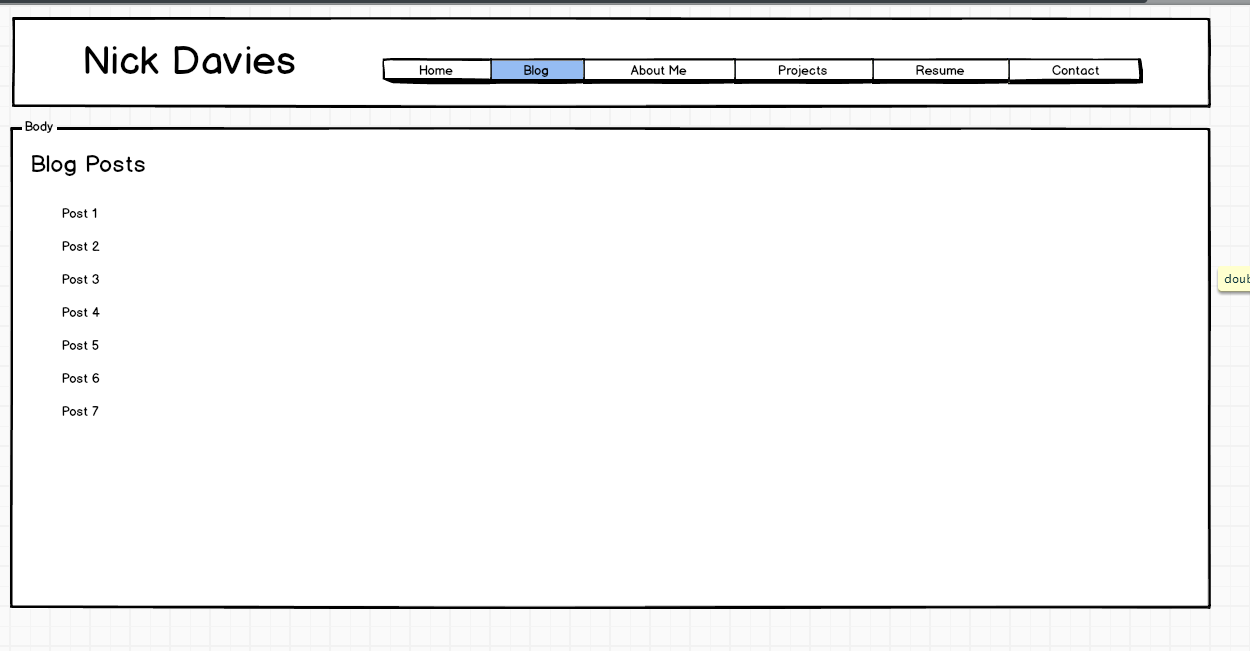 Nick Davies
Home Blog About Me Projects Resume Contact
Body
Blog Posts
Post 1
Post 2
Post 3
Post 4
Post 5
Post 6
Post 7